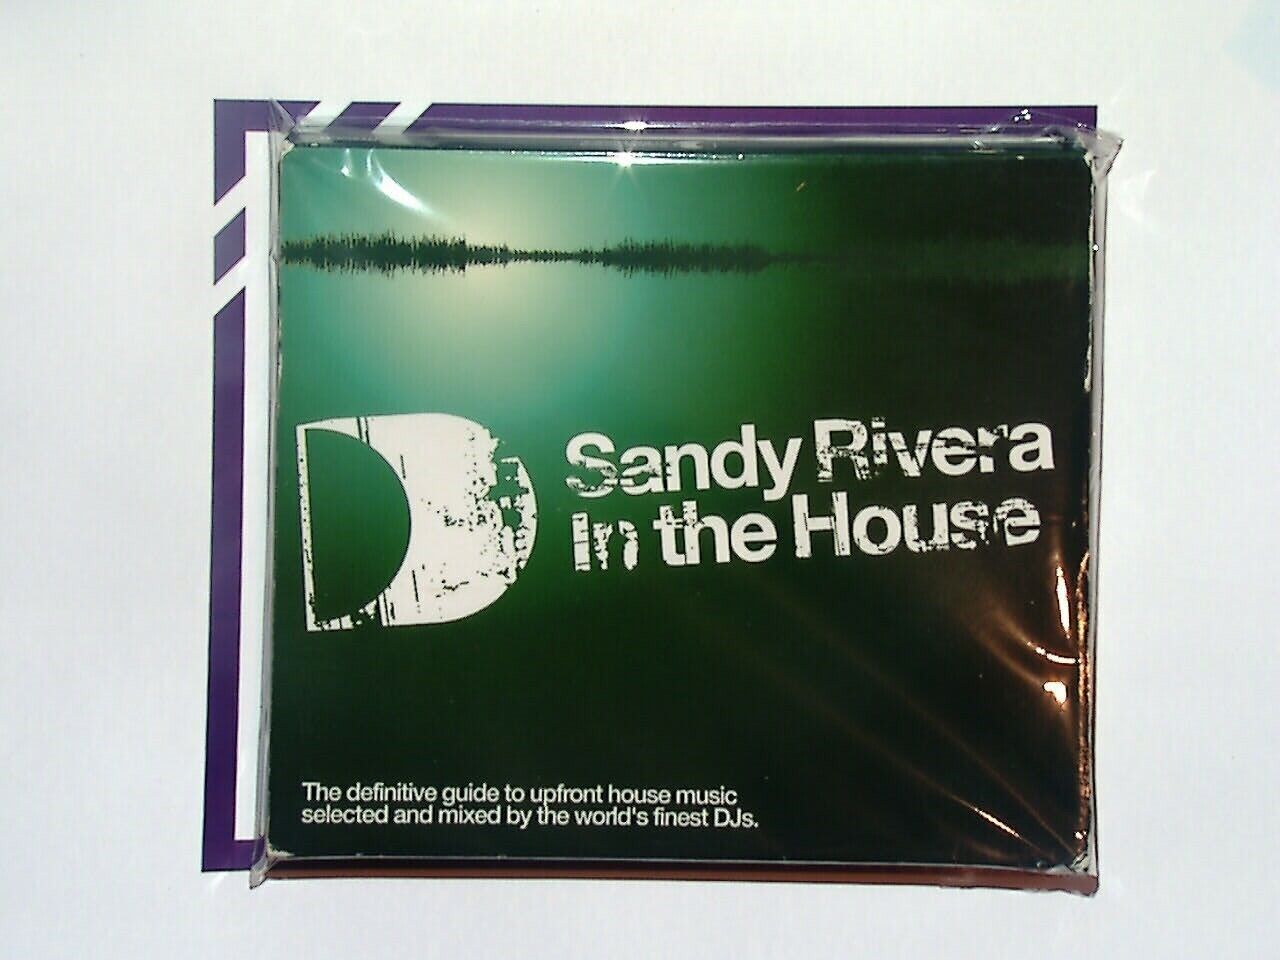 D
Sandy Rivera
In the House
The definitive guide to upfront house music
selected and mixed by the world's finest DJs.